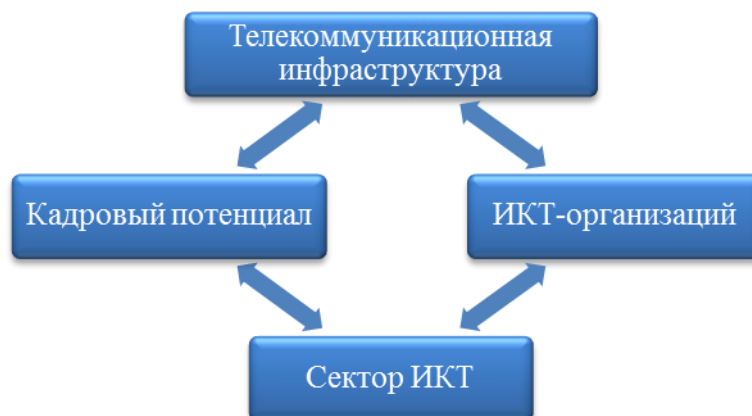 Телекоммуникационная
инфраструктура
Кадровый потенциал
ИКТ-организаций
Сектор ИКТ